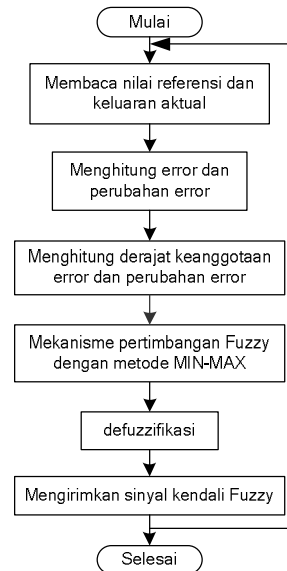 Mulai
Membaca nilai referensi dan
keluaran aktual
Menghitung error dan
perubahan error
Menghitung derajat keanggotaan
error dan perubahan error
Mekanisme pertimbangan Fuzzy
dengan metode MIN-MAX
defuzzifikasi
Mengirimkan sinyal kendali Fuzzy
Selesai